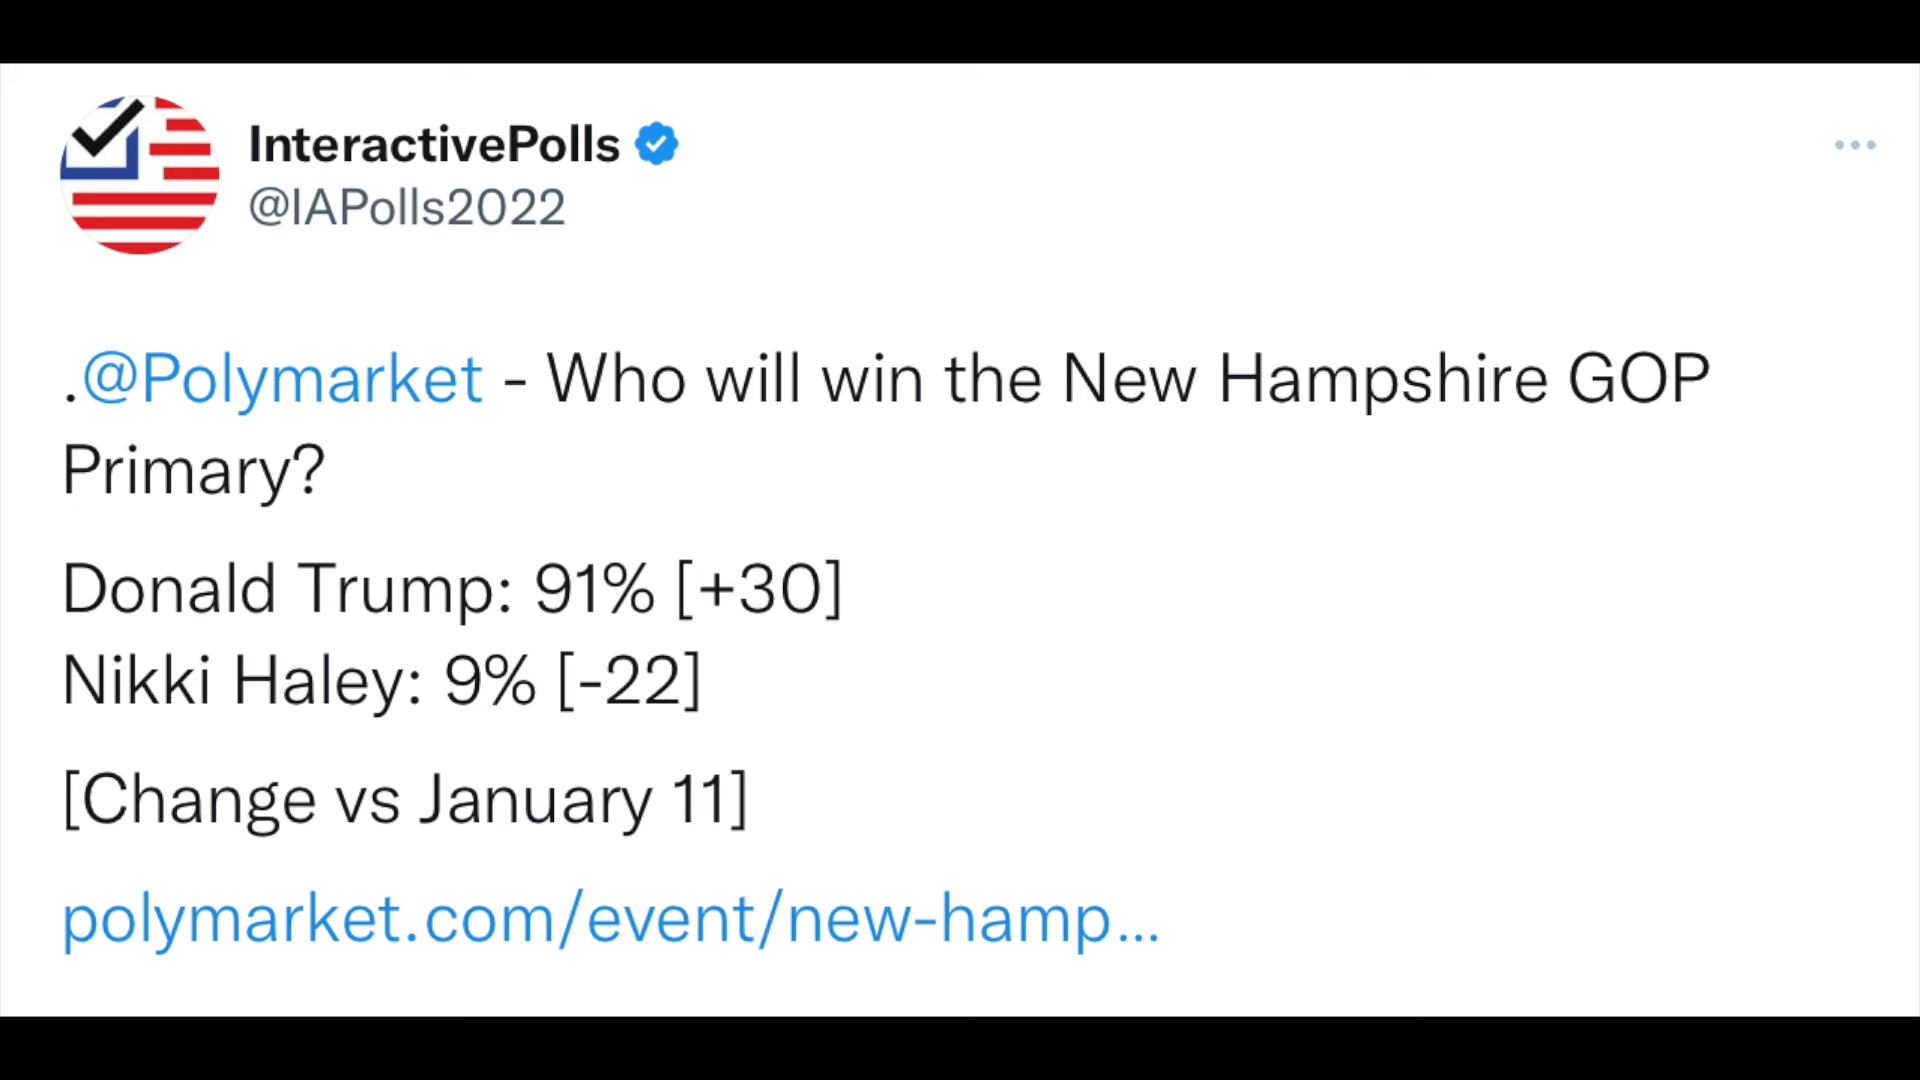 InteractivePolls
@IAPolls2022
.@Polymarket - Who will win the New Hampshire GOP
Primary?
Donald Trump: 91% [+30]
Nikki Haley: 9% [-22]
[Change vs January 11]
polymarket.com/event/new-hamp...